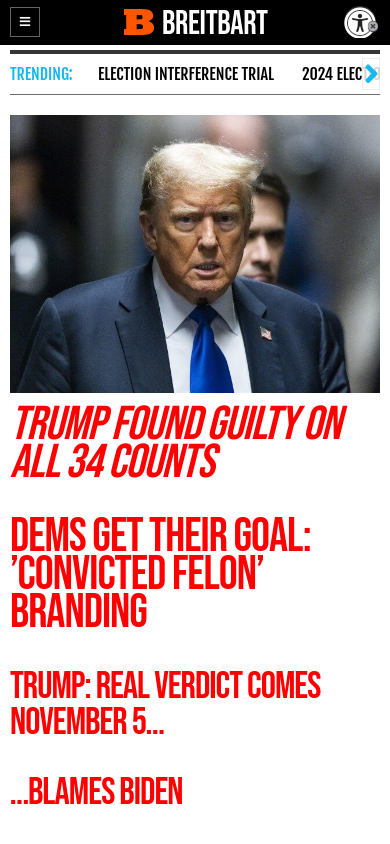 B BREITBART
TRENDING: ELECTION INTERFERENCE TRIAL 2024 ELEC
TRUMP FOUND GUILTY ON
ALL 34 COUNTS
DEMS GET THEIR GOAL:
'CONVICTED FELON'
BRANDING
TRUMP: REAL VERDICT COMES
NOVEMBER 5...
...BLAMES BIDEN